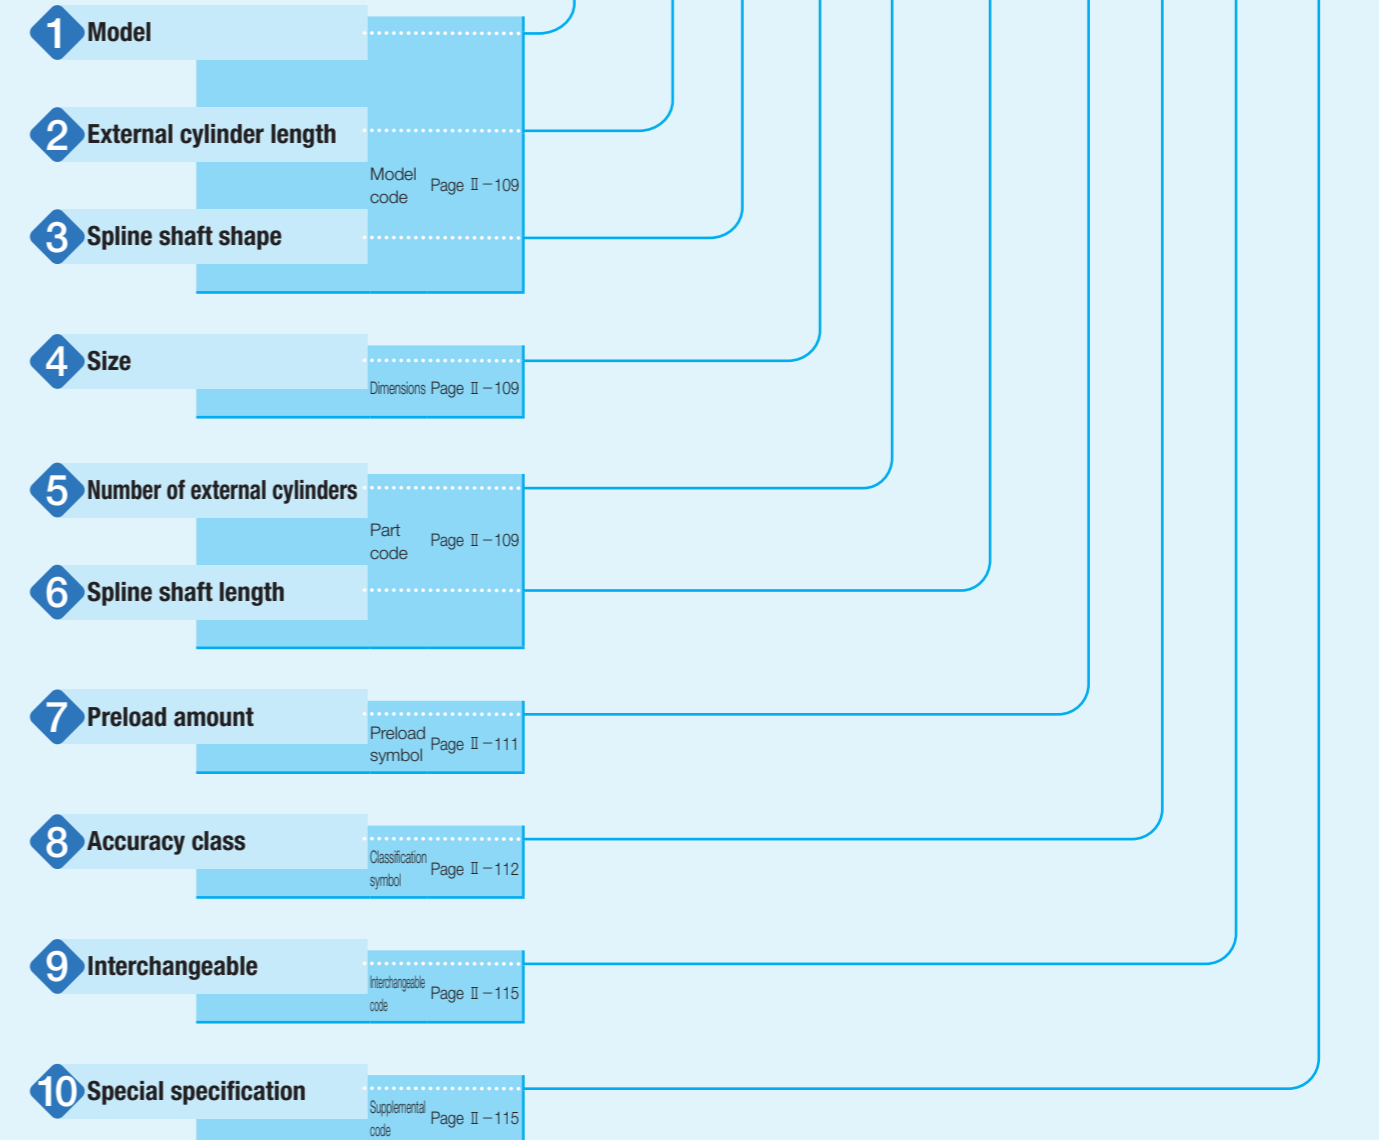 1 Model
2 External cylinder length
Model
code
Page Ⅱ－109
3 Spline shaft shape
4 Size
Dimensions Page Ⅱ－109
5 Number of external cylinders
Part
code
Page Ⅱ－109
6 Spline shaft length
7 Preload amount
Preload
symbol
Page Ⅱ－111
8 Accuracy class
Classification
symbol
Page Ⅱ－112
9 Interchangeable
Interchangeable
code
Page Ⅱ－115
10 Special specification
Supplemental
code
Page Ⅱ－115